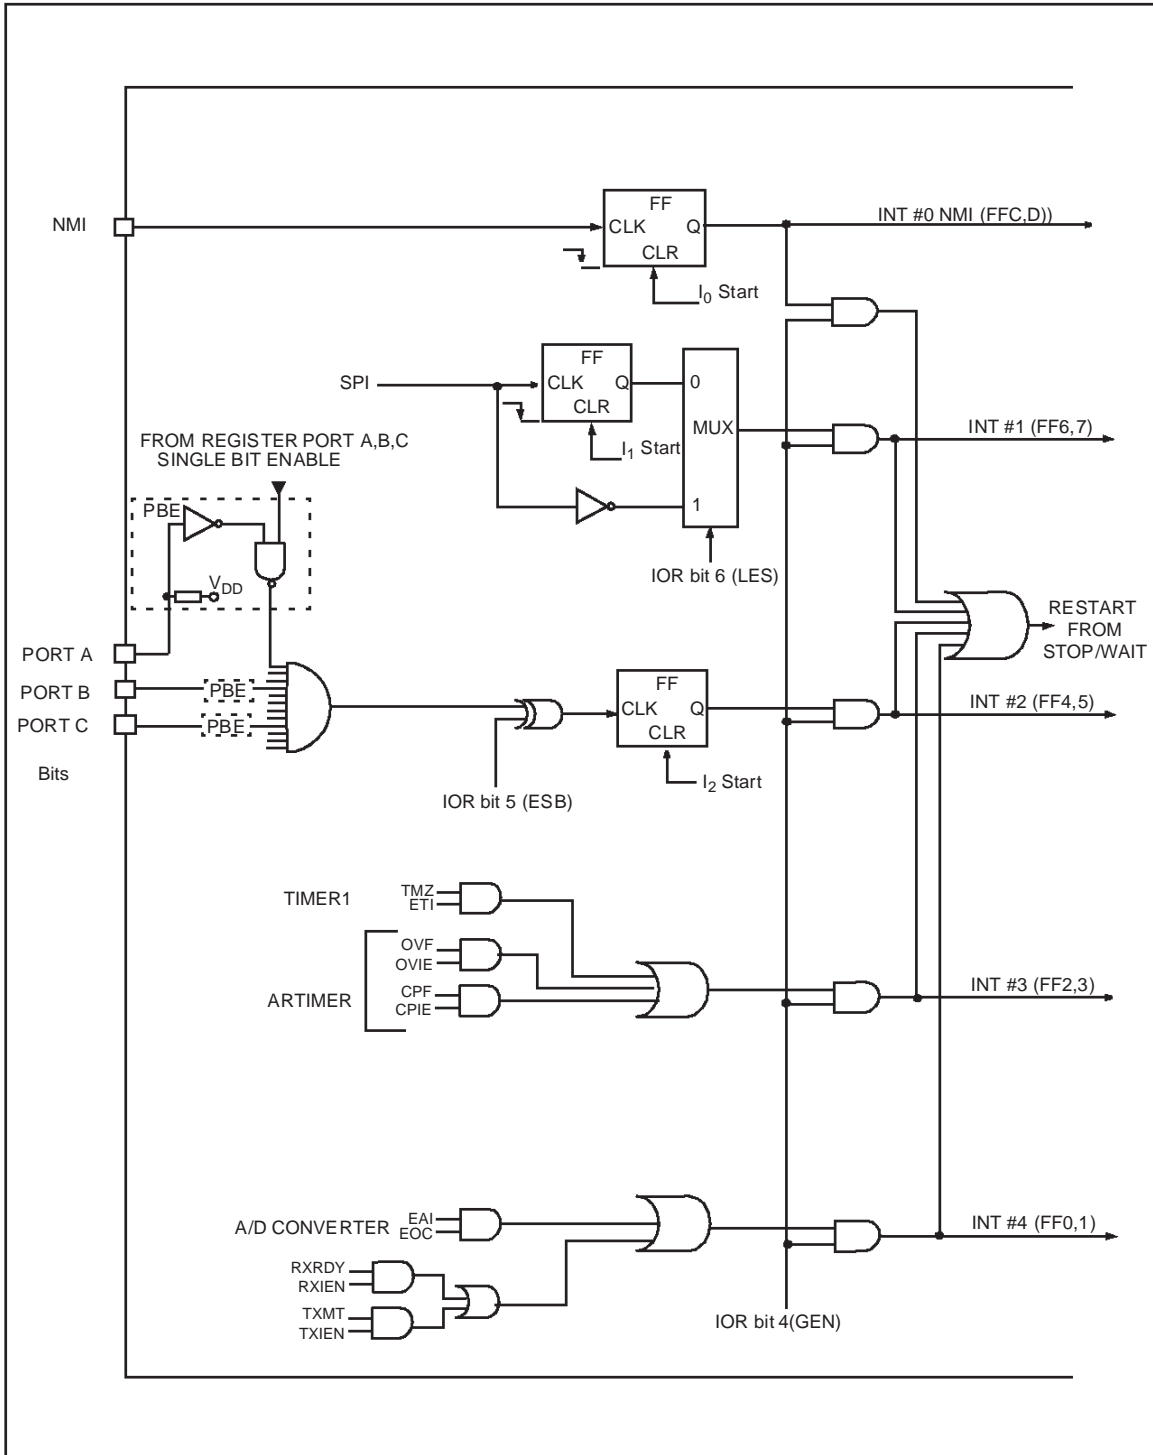 NMI
FF
CLK
Q
CLR
I0 Start
INT #0 NMI (FFC,D))
SPI
FF
CLK
Q
CLR
I1 Start
0
MUX
1
IOR bit 6 (LES)
INT #1 (FF6,7)
FROM REGISTER PORT A,B,C
SINGLE BIT ENABLE
PBE
VDD
PORT A
PORT B
PBE
PORT C
PBE
Bits
IOR bit 5 (ESB)
FF
CLK
Q
CLR
I2 Start
INT #2 (FF4,5)
RESTART
FROM
STOP/WAIT
TIMER1
TMZ
ETI
OVF
OVIE
ARTIMER
CPF
CPIE
INT #3 (FF2,3)
A/D CONVERTER
EAI
EOC
RXRDY
RXIEN
TXMT
TXIEN
INT #4 (FF0,1)
IOR bit 4(GEN)